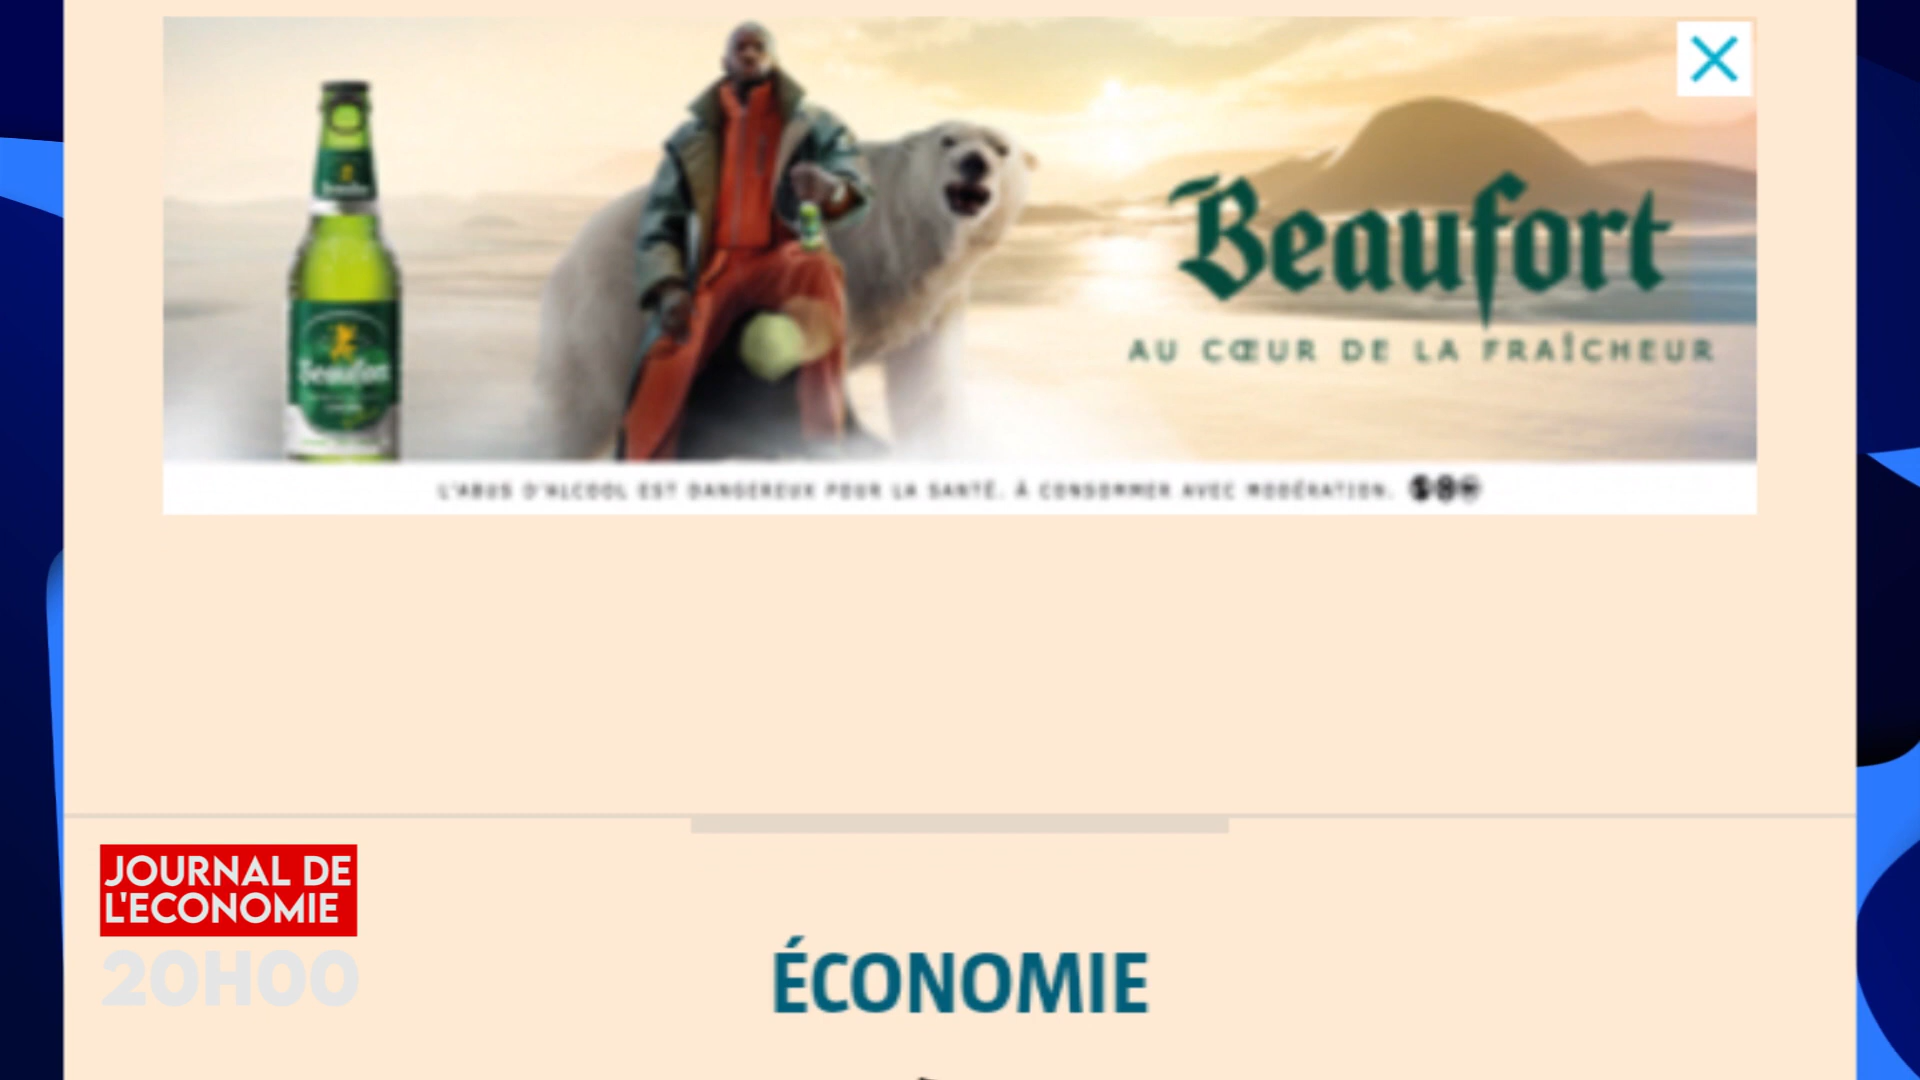 Beaufort
AU CŒUR DE LA FRAÎCHEUR
Beaufort
L'ABUS D'ALCOOL EST DANGEREUX POUR LA SANTÉ. À CONSOMMER AVEC MODÉRATION.
JOURNAL DE
L'ECONOMIE
20H00
ÉCONOMIE